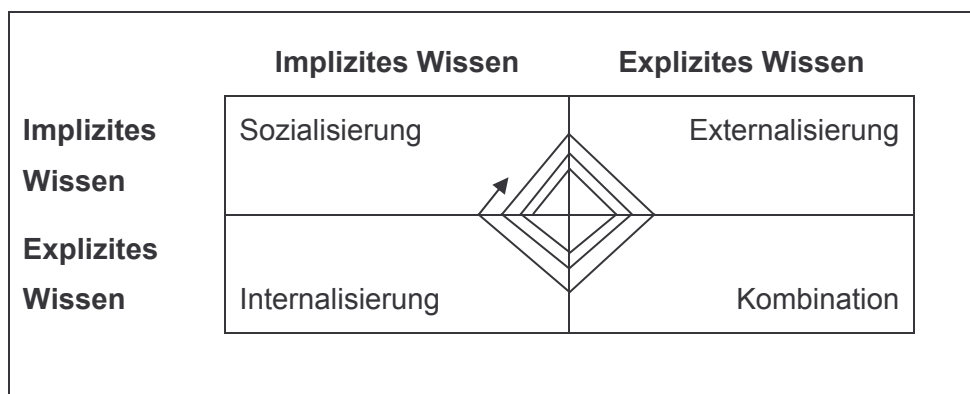 Implizites Wissen Explizites Wissen
Implizites Sozialisierung Externalisierung
Wissen
Explizites
Wissen Internalisierung Kombination